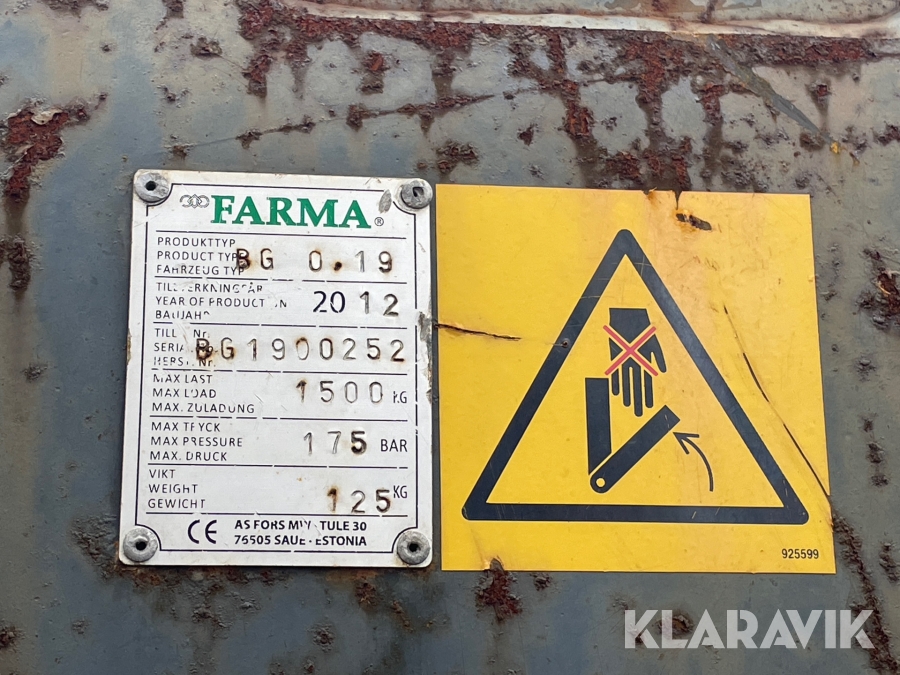 FARMA®
PRODUKTTYP
PRODUCT TYP
FAHRZEUG TYP
BG 0.19
YEAR OF PRODUCTION
BAUJAHR
2012
BG1900252
MAX LAST
MAX LOAD
MAX. ZULADUNG
1500 KG
MAX TRYCK
MAX PRESSURE
MAX. DRUCK
175 BAR
VIKT
WEIGHT
GEWICHT
125 KG
CE
AS FORS MW TULE 30
76505 SAUE ESTONIA
925599
KLARAVIK